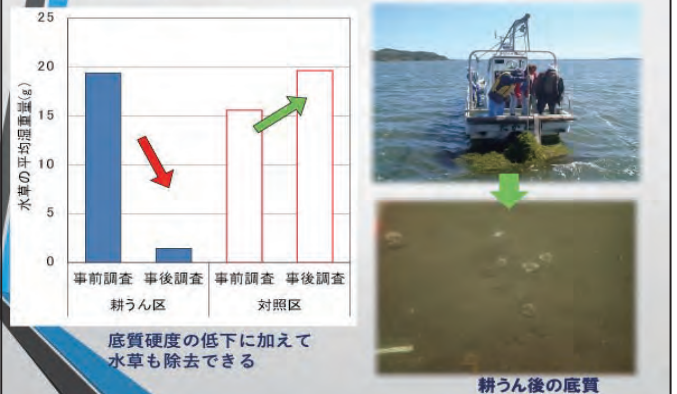 25
20
15
10
5
0
水草の平均湿重量(g)
事前調査 事後調査 事前調査 事後調査
耕うん区 対照区
底質硬度の低下に加えて
水草も除去できる
耕うん後の底質